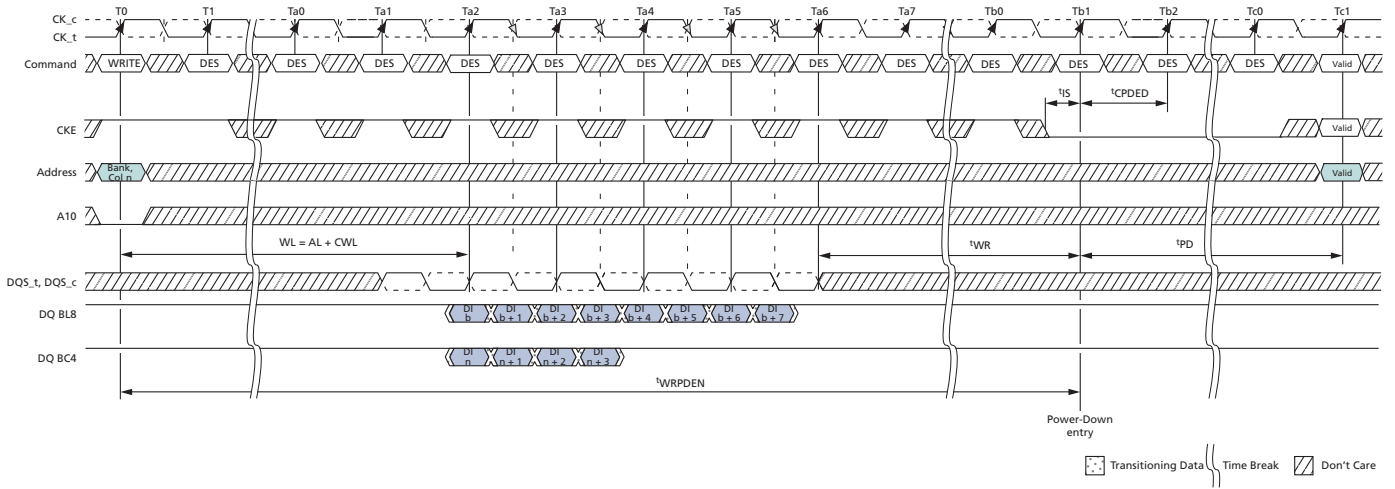 T0 T1 Ta0 Ta1 Ta2 Ta3 Ta4 Ta5 Ta6 Ta7 Tb0 Tb1 Tb2 Tc0 Tc1
CK_c
CK_t
Command WRITE DES DES DES DES DES DES DES DES DES DES DES DES DES Valid
tIS tCPDED
CKE Valid
Address Bank, Col n Valid
A10
WL = AL + CWL tWR tPD
DQS_t, DQS_c
DQ BL8 DI b DI b + 1 DI b + 2 DI b + 3 DI b + 4 DI b + 5 DI b + 6 DI b + 7
DQ BC4 DI n DI n + 1 DI n + 2 DI n + 3
tWRPDEN
Power-Down
entry
Transitioning Data Time Break Don't Care